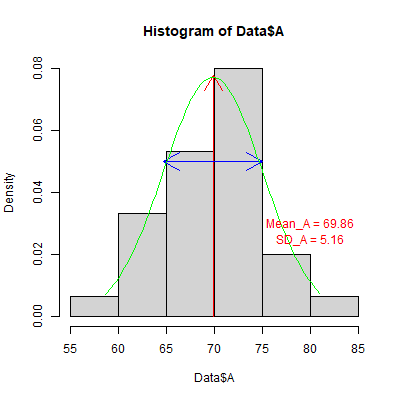 Histogram of Data$A
Density
0.00 0.02 0.04 0.06 0.08
Mean_A = 69.86
SD_A = 5.16
55 60 65 70 75 80 85
Data$A